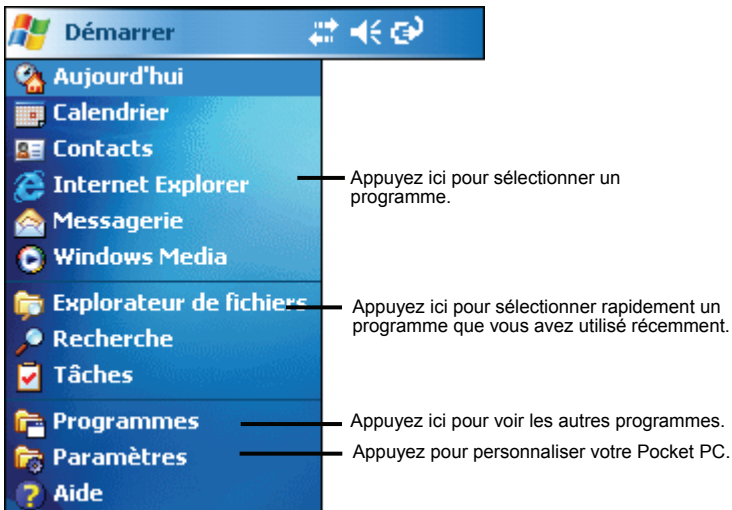 Démarrer
Aujourd'hui
Calendrier
Contacts
Internet Explorer
Appuyez ici pour sélectionner un
programme.
Messagerie
Windows Media
Explorateur de fichiers
Appuyez ici pour sélectionner rapidement un
programme que vous avez utilisé récemment.
Recherche
Tâches
Programmes
Appuyez ici pour voir les autres programmes.
Paramètres
Appuyez pour personnaliser votre Pocket PC.
Aide